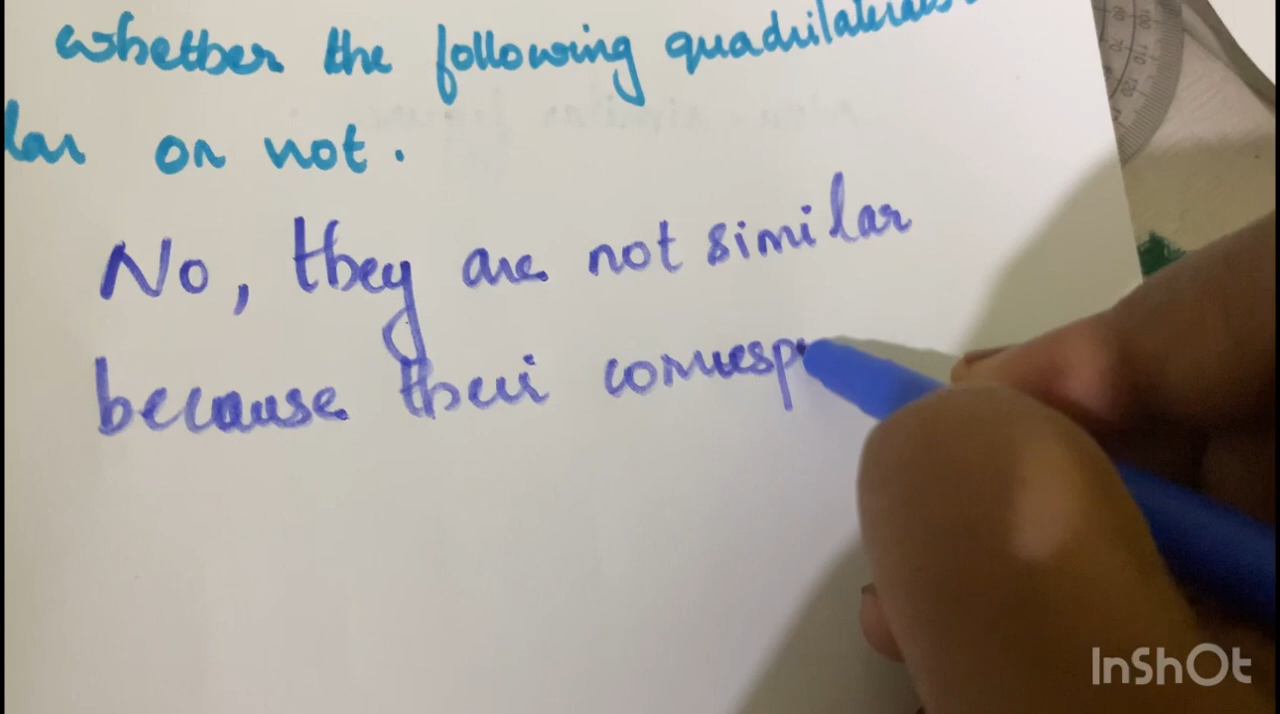 whether the following quadrilaterals
lar or not.
No, they are not similar
because their corresp
InShOt